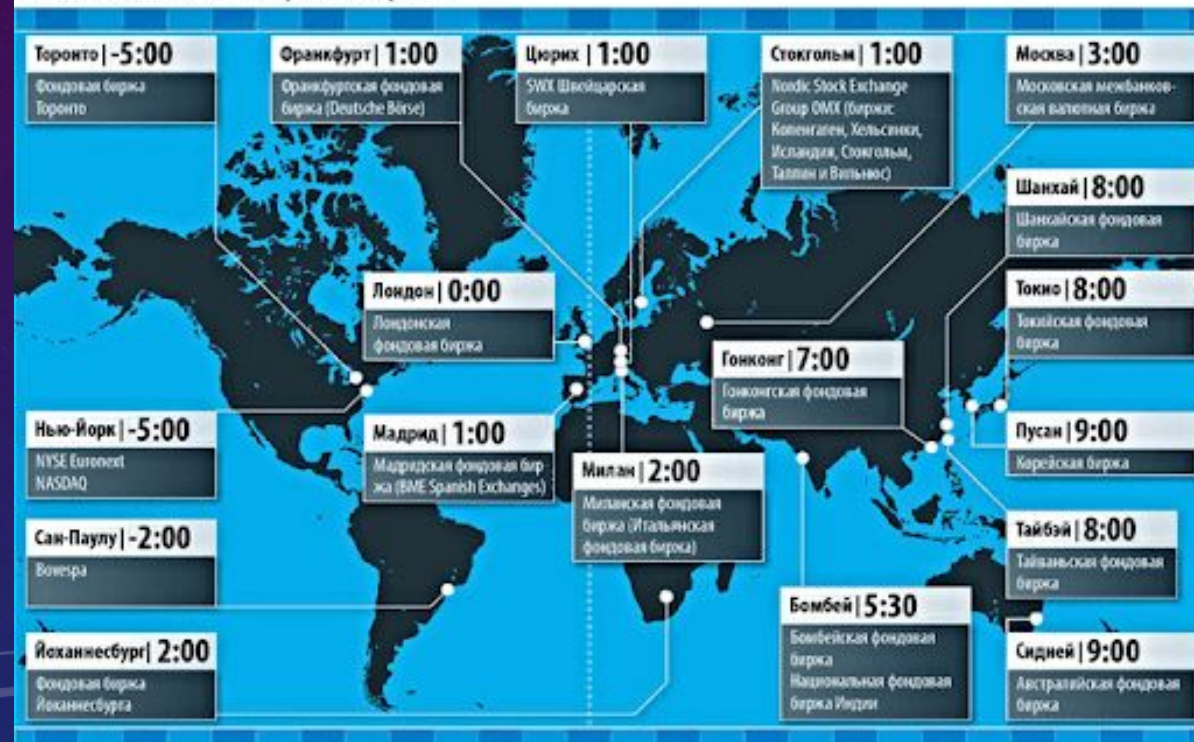 Торонто | -5:00
Фондовая биржа
Торонто
Франкфурт | 1:00
Франкфуртская фондовая
биржа (Deutsche Börse)
Цюрих | 1:00
SWX Швейцарская
биржа
Стокгольм | 1:00
Nordic Stock Exchange
Group OMX (биржи:
Копенгаген, Хельсинки,
Исландия, Стокгольм,
Таллин и Вильнюс)
Москва | 3:00
Московская межбанков-
ская валютная биржа
Шанхай | 8:00
Шанхайская фондовая
биржа
Лондон | 0:00
Лондонская
фондовая биржа
Токио | 8:00
Токийская фондовая
биржа
Гонконг | 7:00
Гонконгская фондовая
биржа
Нью-Йорк | -5:00
NYSE Euronext
NASDAQ
Мадрид | 1:00
Мадридская фондовая бир
жа (BME Spanish Exchanges)
Милан | 2:00
Миланская фондовая
биржа (Итальянская
фондовая биржа)
Пусан | 9:00
Корейская биржа
Сан-Паулу | -2:00
Bovespa
Тайбэй | 8:00
Тайваньская фондовая
биржа
Бомбей | 5:30
Бомбейская фондовая
биржа
Национальная фондовая
биржа Индии
Йоханнесбург | 2:00
Фондовая биржа
Йоханнесбурга
Сидней | 9:00
Австралийская фондовая
биржа